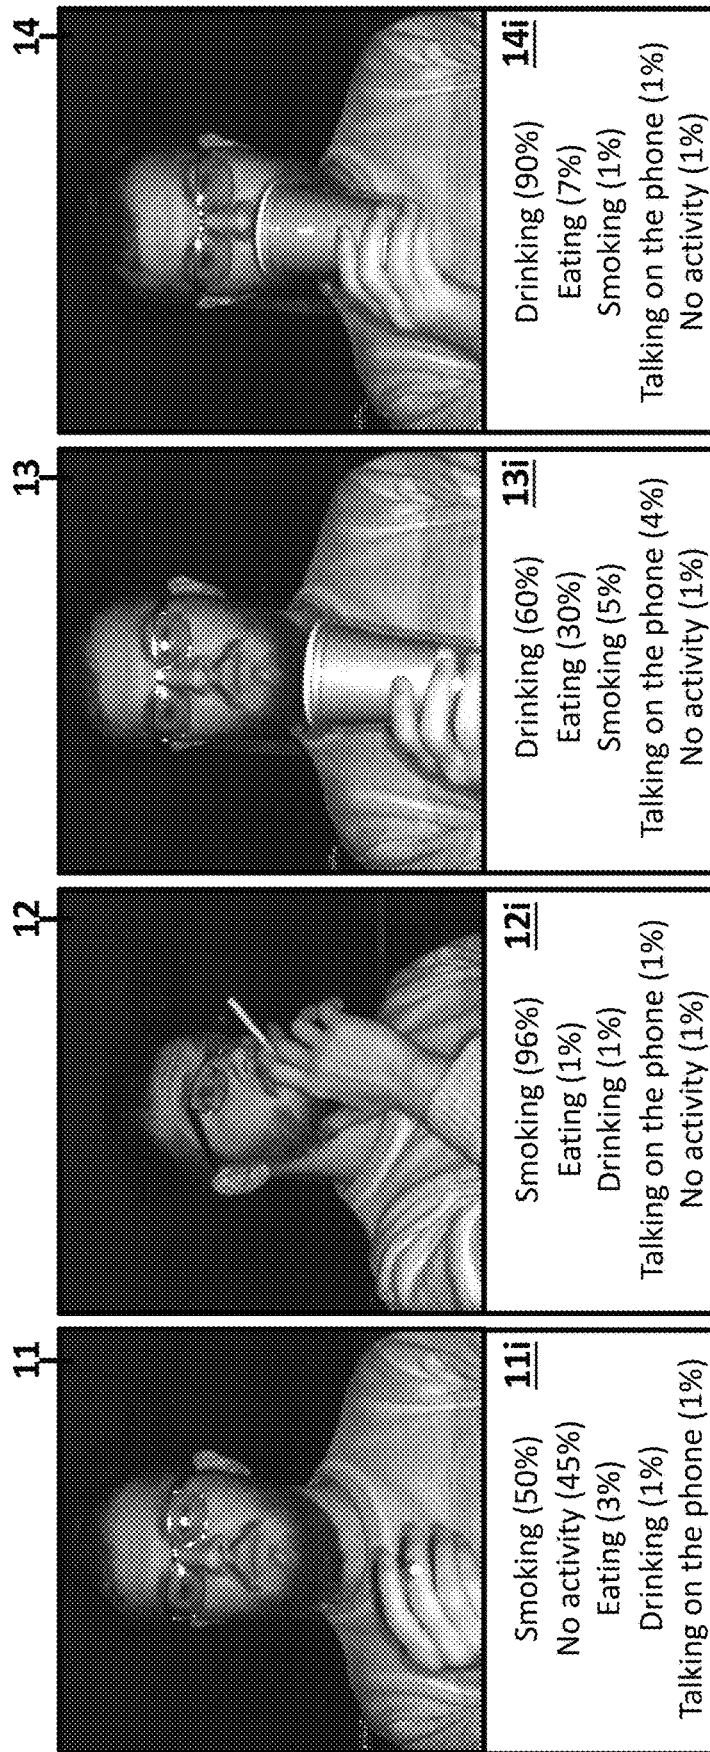 11
11i
Smoking (50%)
No activity (45%)
Eating (3%)
Drinking (1%)
Talking on the phone (1%)
12
12i
Smoking (96%)
Eating (1%)
Drinking (1%)
Talking on the phone (1%)
No activity (1%)
13
13i
Drinking (60%)
Eating (30%)
Smoking (5%)
Talking on the phone (4%)
No activity (1%)
14
14i
Drinking (90%)
Eating (7%)
Smoking (1%)
Talking on the phone (1%)
No activity (1%)